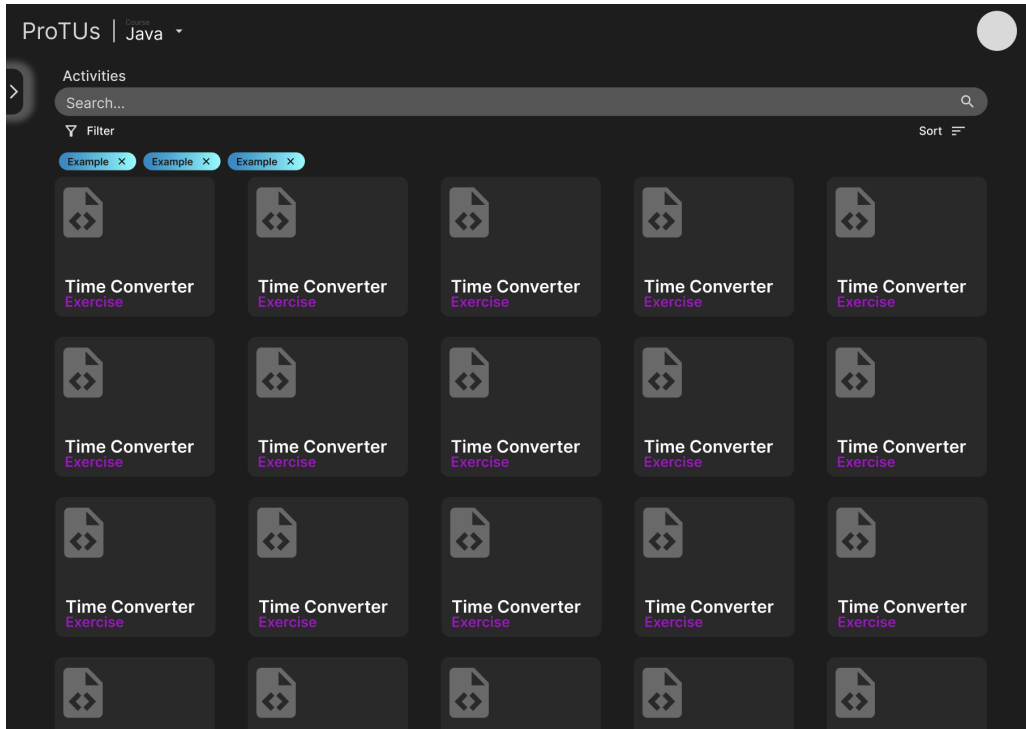 ProTUs | Course
Java
Activities
Search...
Filter Sort
Example × Example × Example ×
Time Converter Time Converter Time Converter Time Converter Time Converter
Exercise Exercise Exercise Exercise Exercise
Time Converter Time Converter Time Converter Time Converter Time Converter
Exercise Exercise Exercise Exercise Exercise
Time Converter Time Converter Time Converter Time Converter Time Converter
Exercise Exercise Exercise Exercise Exercise